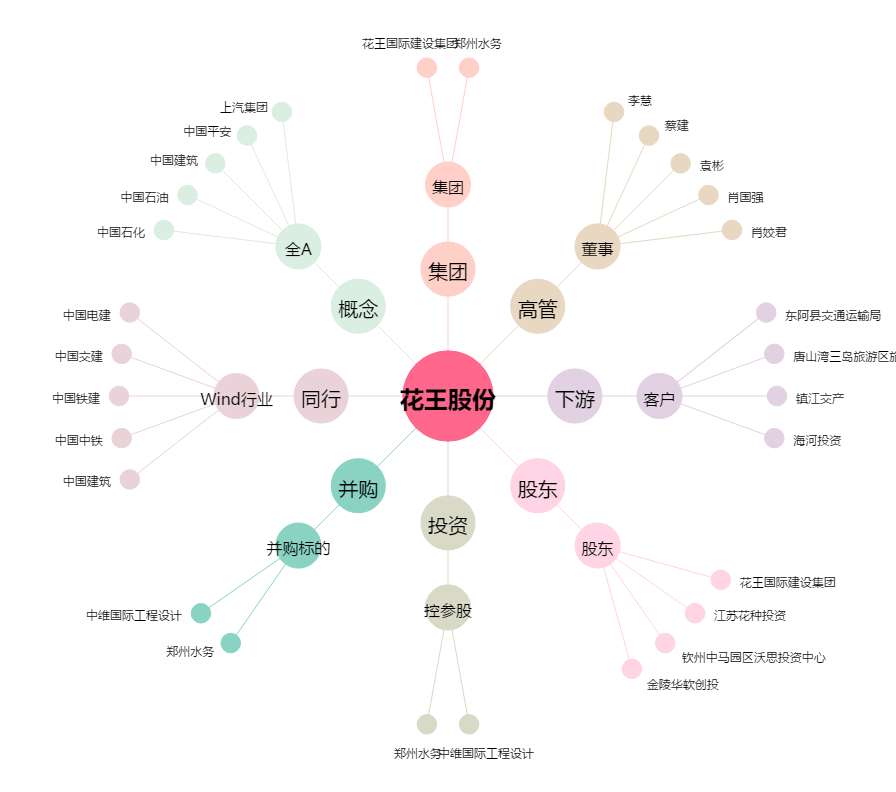 花王国际建设集团
郑州水务
集团
集团
上汽集团
中国平安
中国建筑
中国石油
中国石化
全A
概念
李慧
蔡建
袁彬
肖国强
肖姣君
董事
高管
中国电建
中国交建
中国铁建
中国中铁
中国建筑
Wind行业
同行
花王股份
下游
客户
东阿县交通运输局
唐山湾三岛旅游区旅
镇江交产
海河投资
并购
并购标的
中维国际工程设计
郑州水务
投资
控参股
郑州水务
中维国际工程设计
股东
股东
花王国际建设集团
江苏花种投资
钦州中马园区沃思投资中心
金陵华软创投